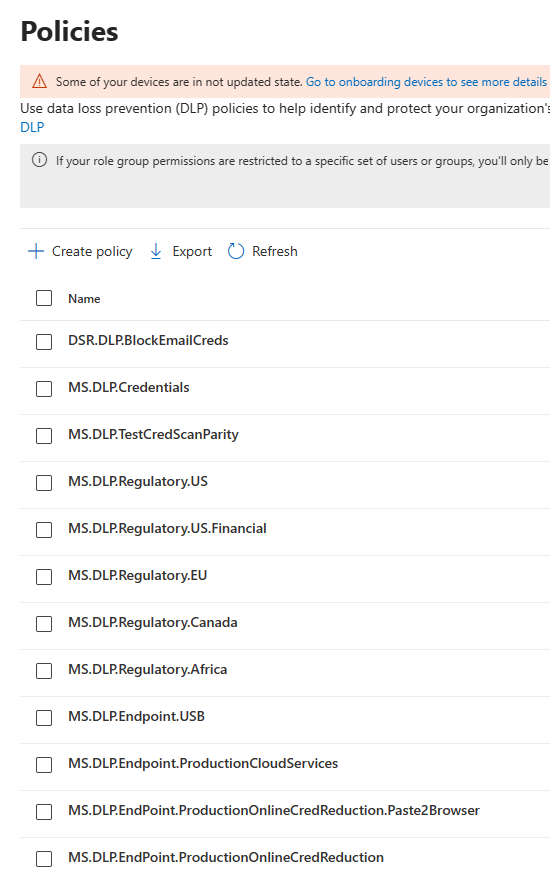 Policies
Some of your devices are in not updated state. Go to onboarding devices to see more details
Use data loss prevention (DLP) policies to help identify and protect your organization's
DLP
If your role group permissions are restricted to a specific set of users or groups, you'll only be
Create policy Export Refresh
Name
DSR.DLP.BlockEmailCreds
MS.DLP.Credentials
MS.DLP.TestCredScanParity
MS.DLP.Regulatory.US
MS.DLP.Regulatory.US.Financial
MS.DLP.Regulatory.EU
MS.DLP.Regulatory.Canada
MS.DLP.Regulatory.Africa
MS.DLP.Endpoint.USB
MS.DLP.Endpoint.ProductionCloudServices
MS.DLP.EndPoint.ProductionOnlineCredReduction.Paste2Browser
MS.DLP.EndPoint.ProductionOnlineCredReduction